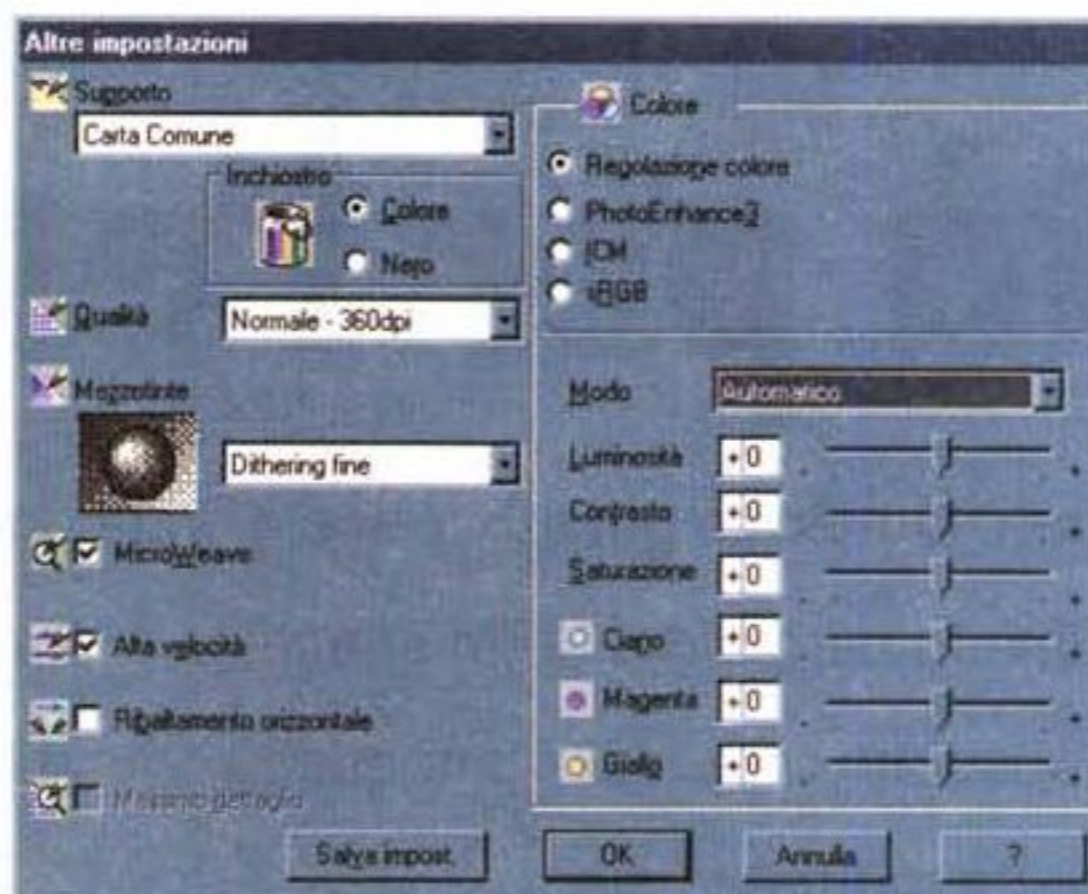 Altre impostazioni
Supporto
Carta Comune
Inchiostro
Colore
Nero
Qualità
Normale - 360dpi
Mezzetinte
Dithering fine
MicroWeave
Alta velocità
Ribaltamento orizzontale
Massimo dettaglio
Salva impost.
Colore
Regolazione colore
PhotoEnhance3
ICM
sRGB
Modo
Automatico
Luminosità +0
Contrasto +0
Saturazione +0
Ciano +0
Magenta +0
Giallo +0
OK
Annulla
?